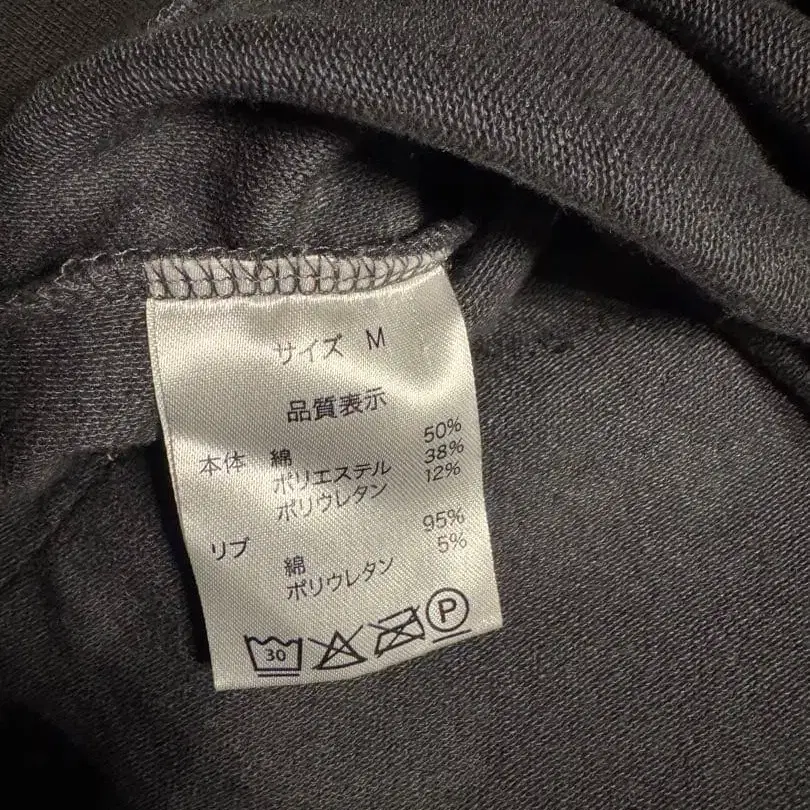 サイズ M
品質表示
本体 綿 50%
ポリエステル 38%
ポリウレタン 12%
リブ 綿 95%
ポリウレタン 5%
30 P